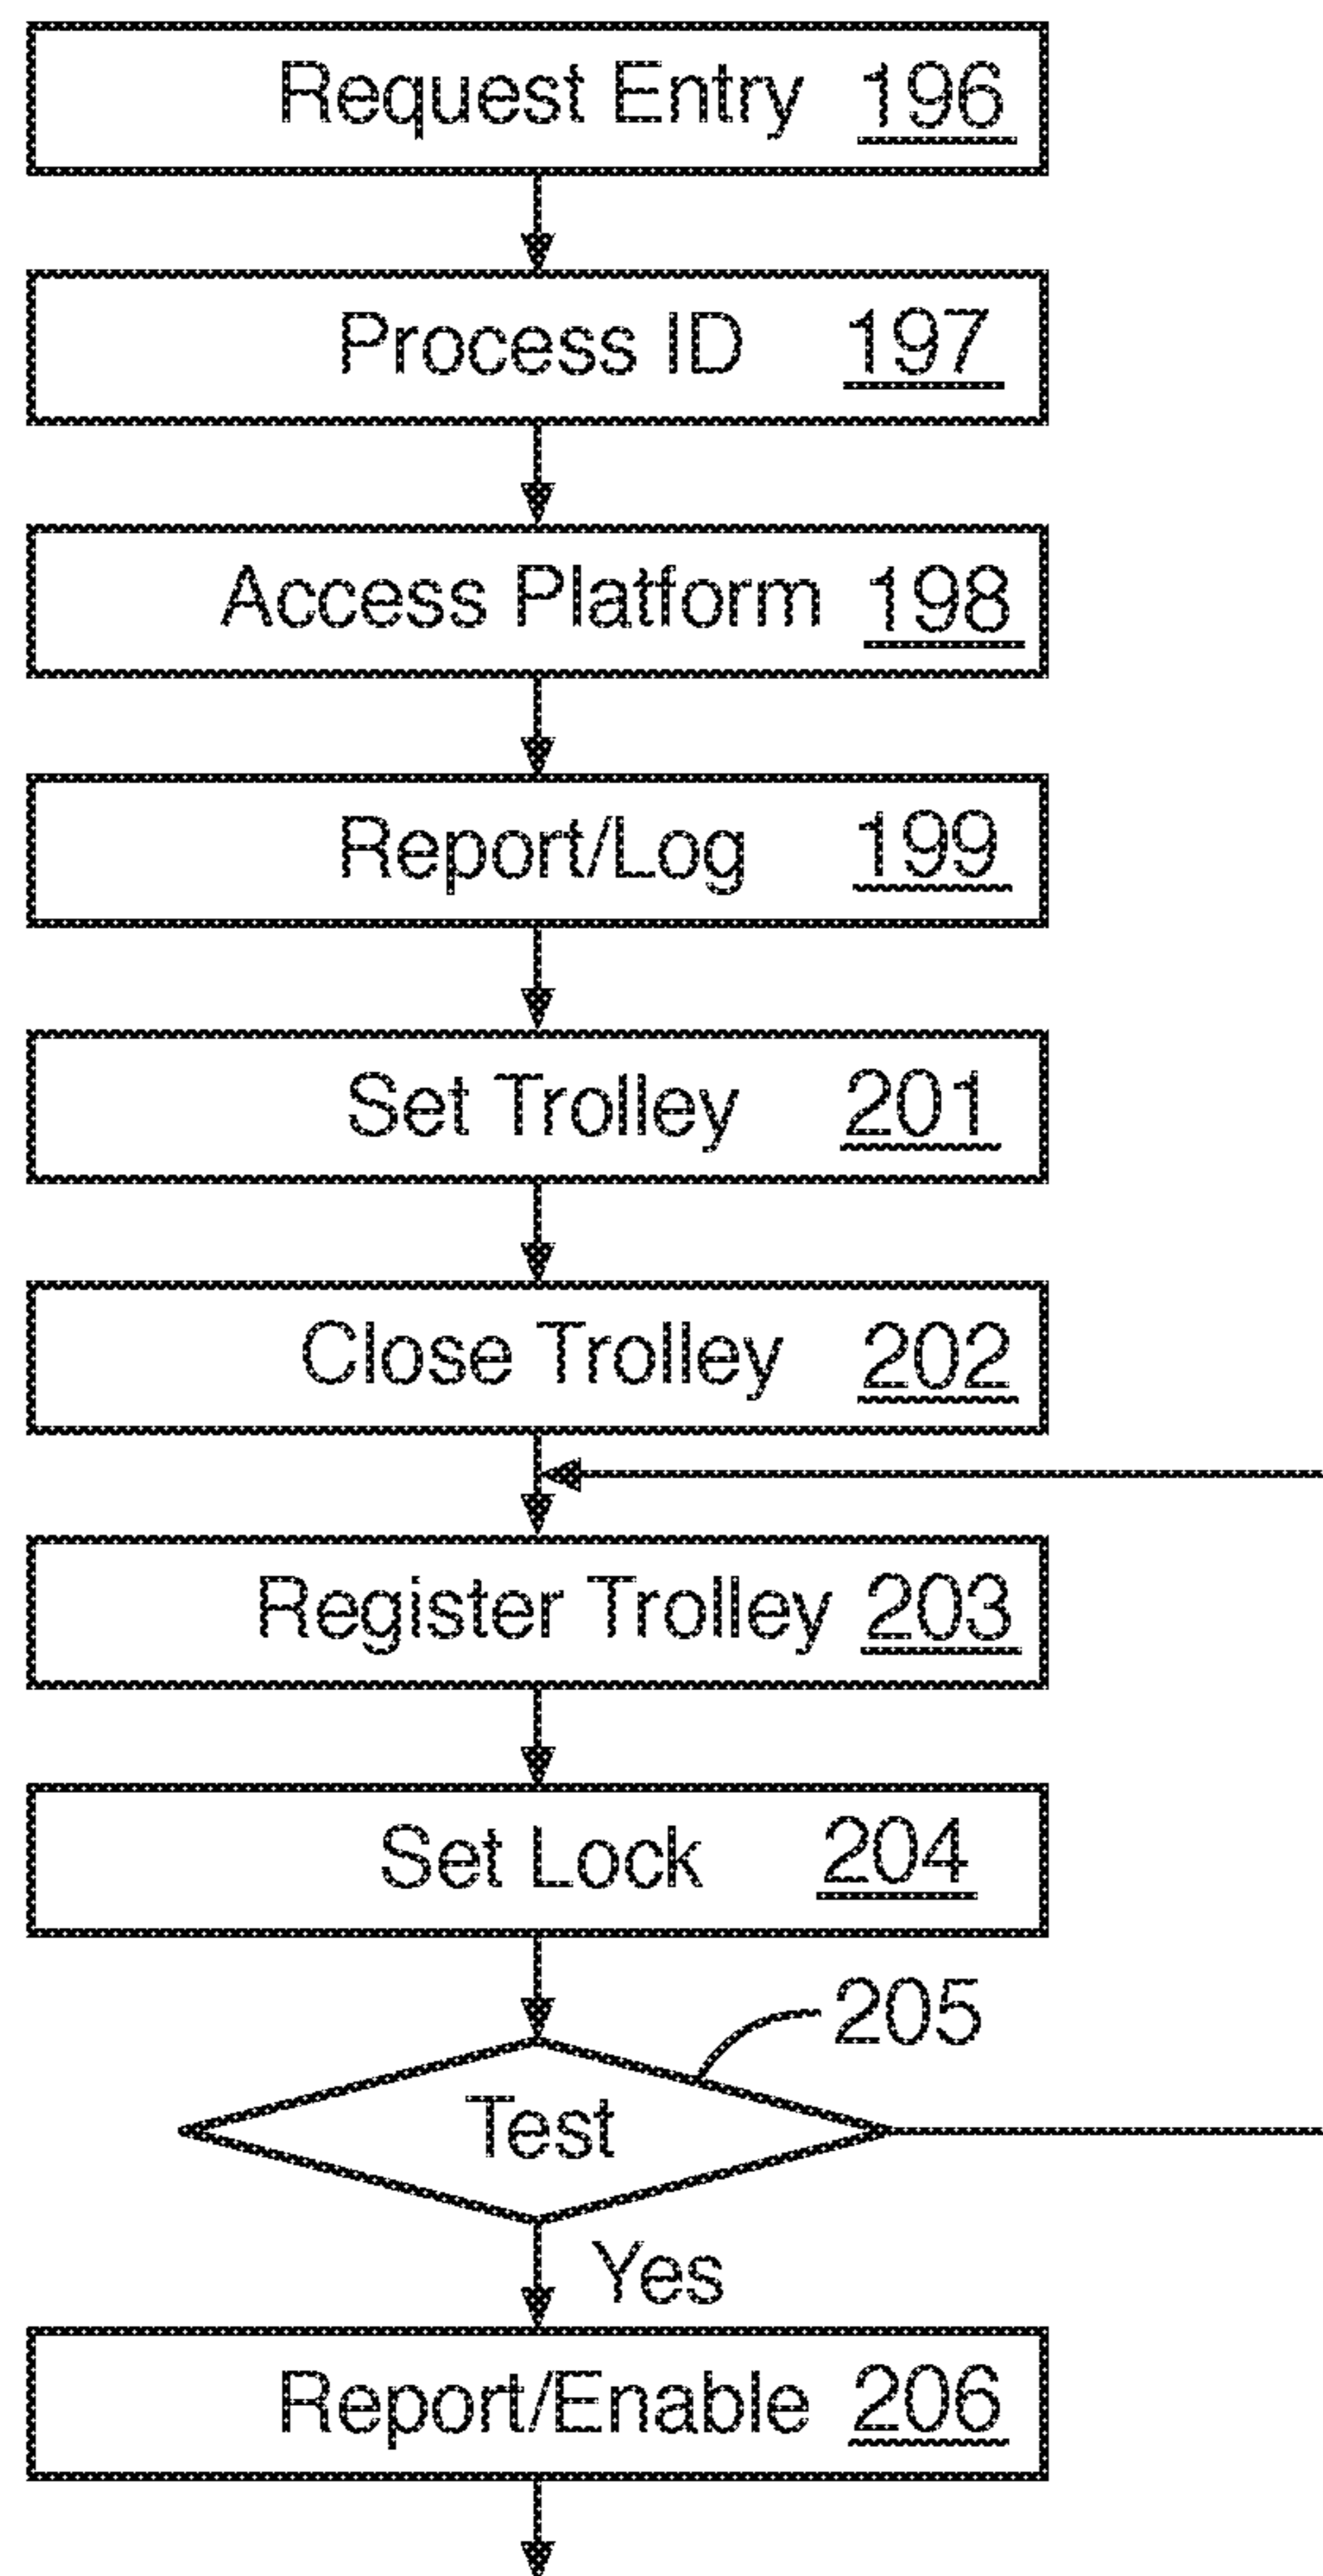 Request Entry 196
Process ID 197
Access Platform 198
Report/Log 199
Set Trolley 201
Close Trolley 202
Register Trolley 203
Set Lock 204
205
Test
Yes
Report/Enable 206